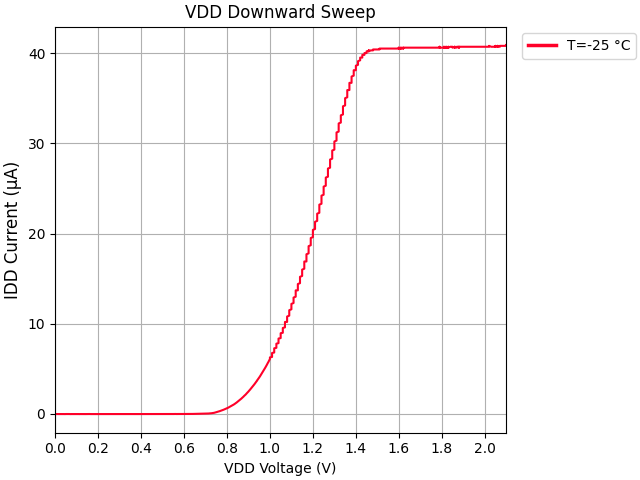 VDD Downward Sweep
T=-25 °C
IDD Current (μA)
40
30
20
10
0
0.0 0.2 0.4 0.6 0.8 1.0 1.2 1.4 1.6 1.8 2.0
VDD Voltage (V)